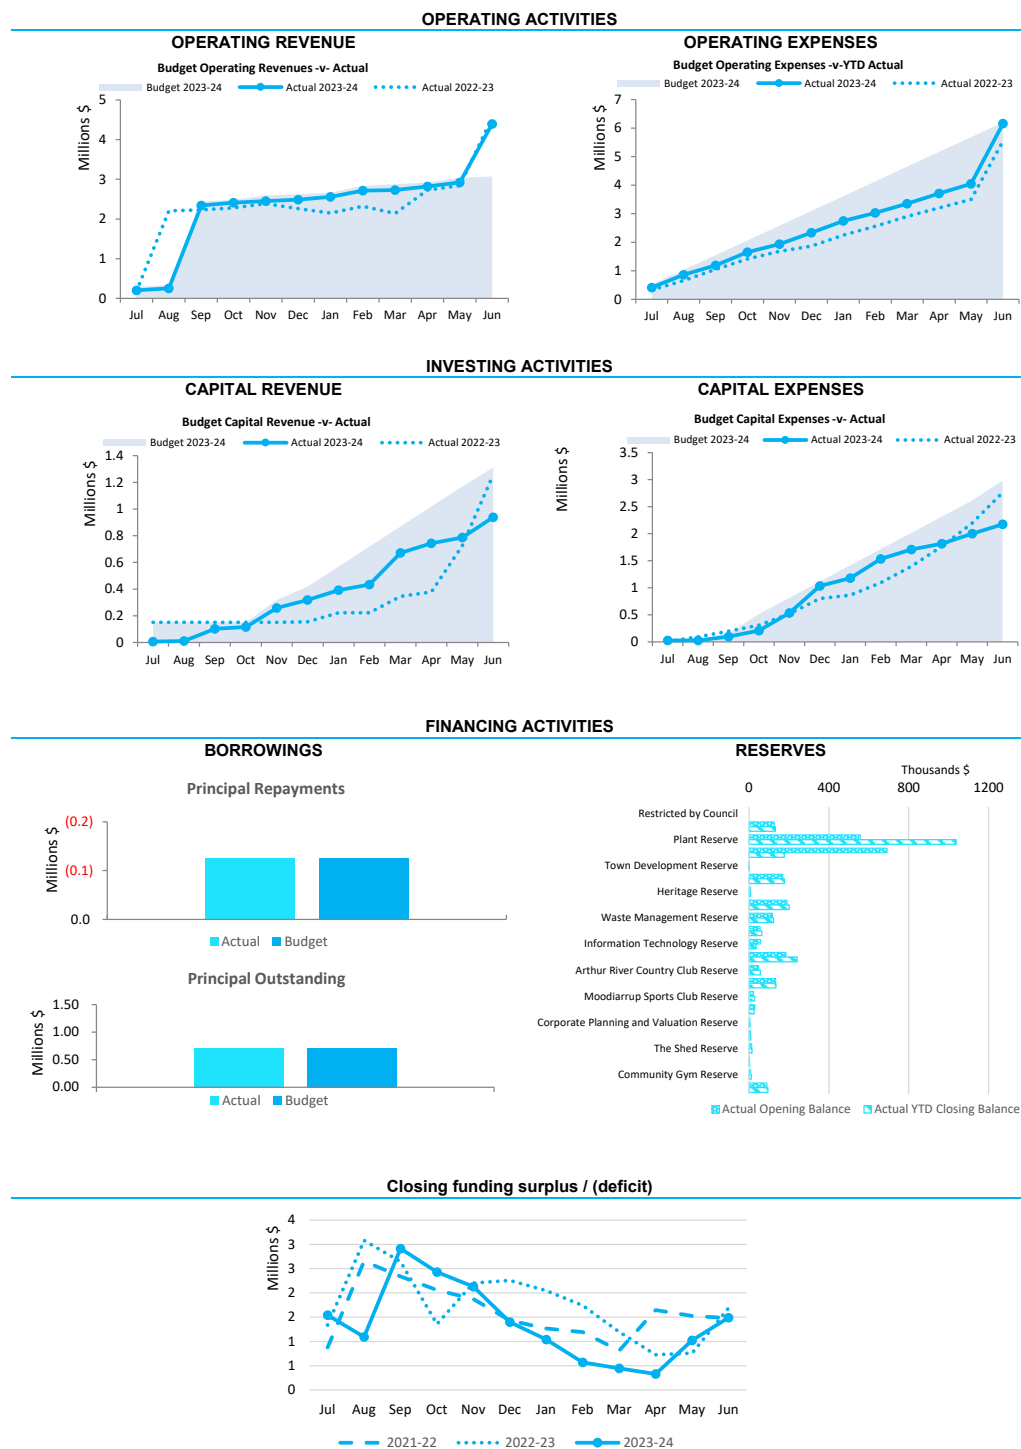 OPERATING ACTIVITIES
OPERATING REVENUE
Budget Operating Revenues -v- Actual
Budget 2023-24 Actual 2023-24 Actual 2022-23
Millions $
5
4
3
2
1
0
Jul Aug Sep Oct Nov Dec Jan Feb Mar Apr May Jun
OPERATING EXPENSES
Budget Operating Expenses -v-YTD Actual
Budget 2023-24 Actual 2023-24 Actual 2022-23
Millions $
7
6
5
4
3
2
1
0
Jul Aug Sep Oct Nov Dec Jan Feb Mar Apr May Jun
INVESTING ACTIVITIES
CAPITAL REVENUE
Budget Capital Revenue -v- Actual
Budget 2023-24 Actual 2023-24 Actual 2022-23
Millions $
1.4
1.2
1
0.8
0.6
0.4
0.2
0
Jul Aug Sep Oct Nov Dec Jan Feb Mar Apr May Jun
CAPITAL EXPENSES
Budget Capital Expenses -v- Actual
Budget 2023-24 Actual 2023-24 Actual 2022-23
Millions $
3.5
3
2.5
2
1.5
1
0.5
0
Jul Aug Sep Oct Nov Dec Jan Feb Mar Apr May Jun
FINANCING ACTIVITIES
BORROWINGS
Principal Repayments
Millions $
(0.2)
(0.1)
0.0
Actual Budget
Principal Outstanding
Millions $
1.50
1.00
0.50
0.00
Actual Budget
RESERVES
Thousands $
0 400 800 1200
Restricted by Council
Plant Reserve
Town Development Reserve
Heritage Reserve
Waste Management Reserve
Information Technology Reserve
Arthur River Country Club Reserve
Moodiarrup Sports Club Reserve
Corporate Planning and Valuation Reserve
The Shed Reserve
Community Gym Reserve
Actual Opening Balance Actual YTD Closing Balance
Closing funding surplus / (deficit)
Millions $
4
3
3
2
2
1
1
0
Jul Aug Sep Oct Nov Dec Jan Feb Mar Apr May Jun
2021-22 2022-23 2023-24